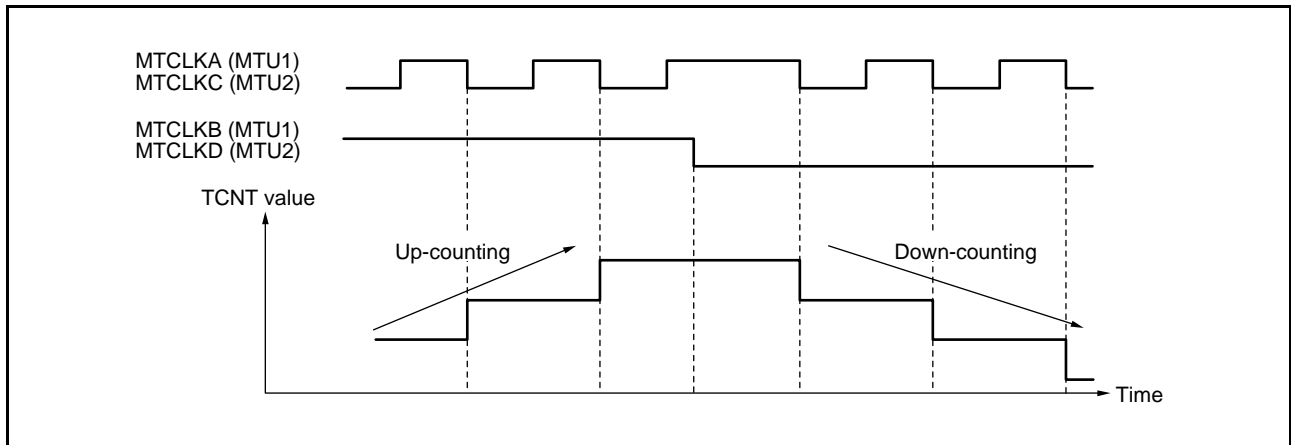 MTCLKA (MTU1)
MTCLKC (MTU2)
MTCLKB (MTU1)
MTCLKD (MTU2)
TCNT value
Up-counting
Down-counting
Time